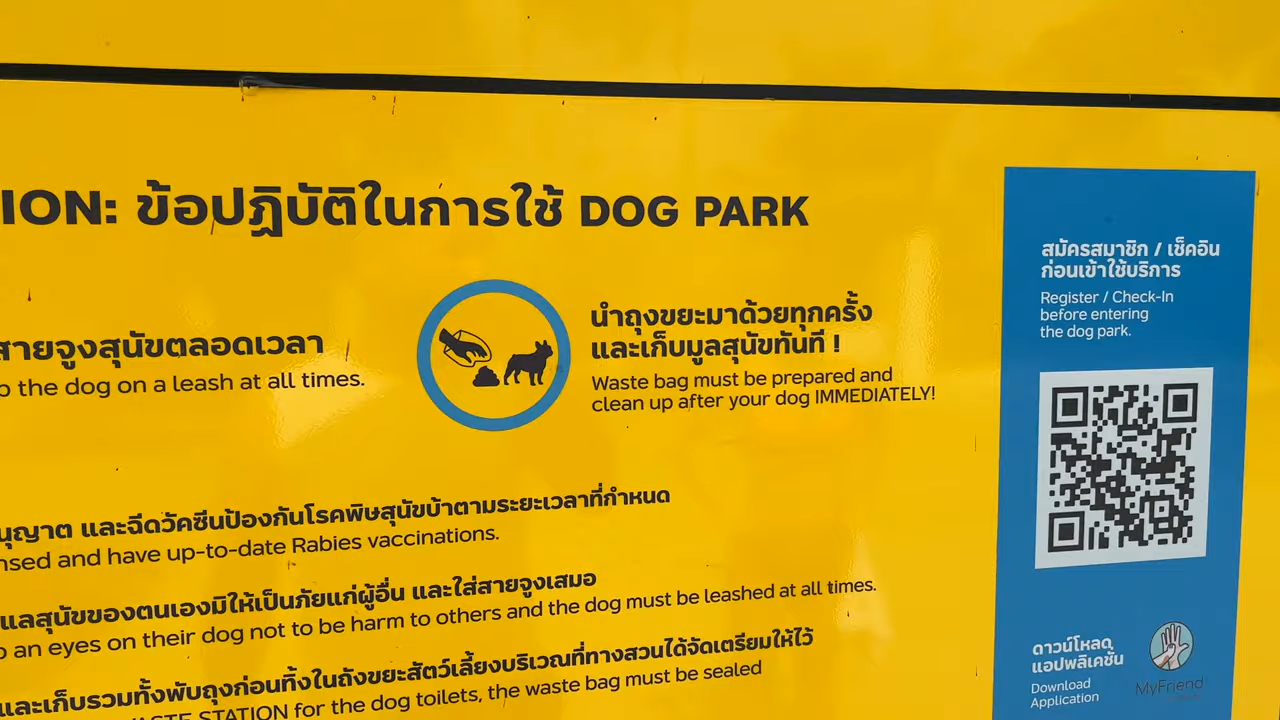 ION: ข้อปฏิบัติในการใช้ DOG PARK
สายจูงสุนัขตลอดเวลา
the dog on a leash at all times.
นำถุงขยะมาด้วยทุกครั้ง
และเก็บมูลสุนัขทันที !
Waste bag must be prepared and
clean up after your dog IMMEDIATELY!
และฉีดวัคซีนป้องกันโรคพิษสุนัขบ้าตามระยะเวลาที่กำหนด
and have up-to-date Rabies vaccinations.
แลสุนัขของตนเองมิให้เป็นภัยแก่ผู้อื่น และใส่สายจูงเสมอ
an eyes on their dog not to be harm to others and the dog must be leashed at all times.
และเก็บรวมทั้งพับถุงก่อนทิ้งในถังขยะสัตว์เลี้ยงบริเวณที่ทางสวนได้จัดเตรียมให้ไว้
STATION for the dog toilets, the waste bag must be sealed
สมัครสมาชิก / เช็คอิน
ก่อนเข้าใช้บริการ
Register / Check-In
before entering
the dog park.
ดาวน์โหลด
แอปพลิเคชั่น
Download
Application
MyFriend